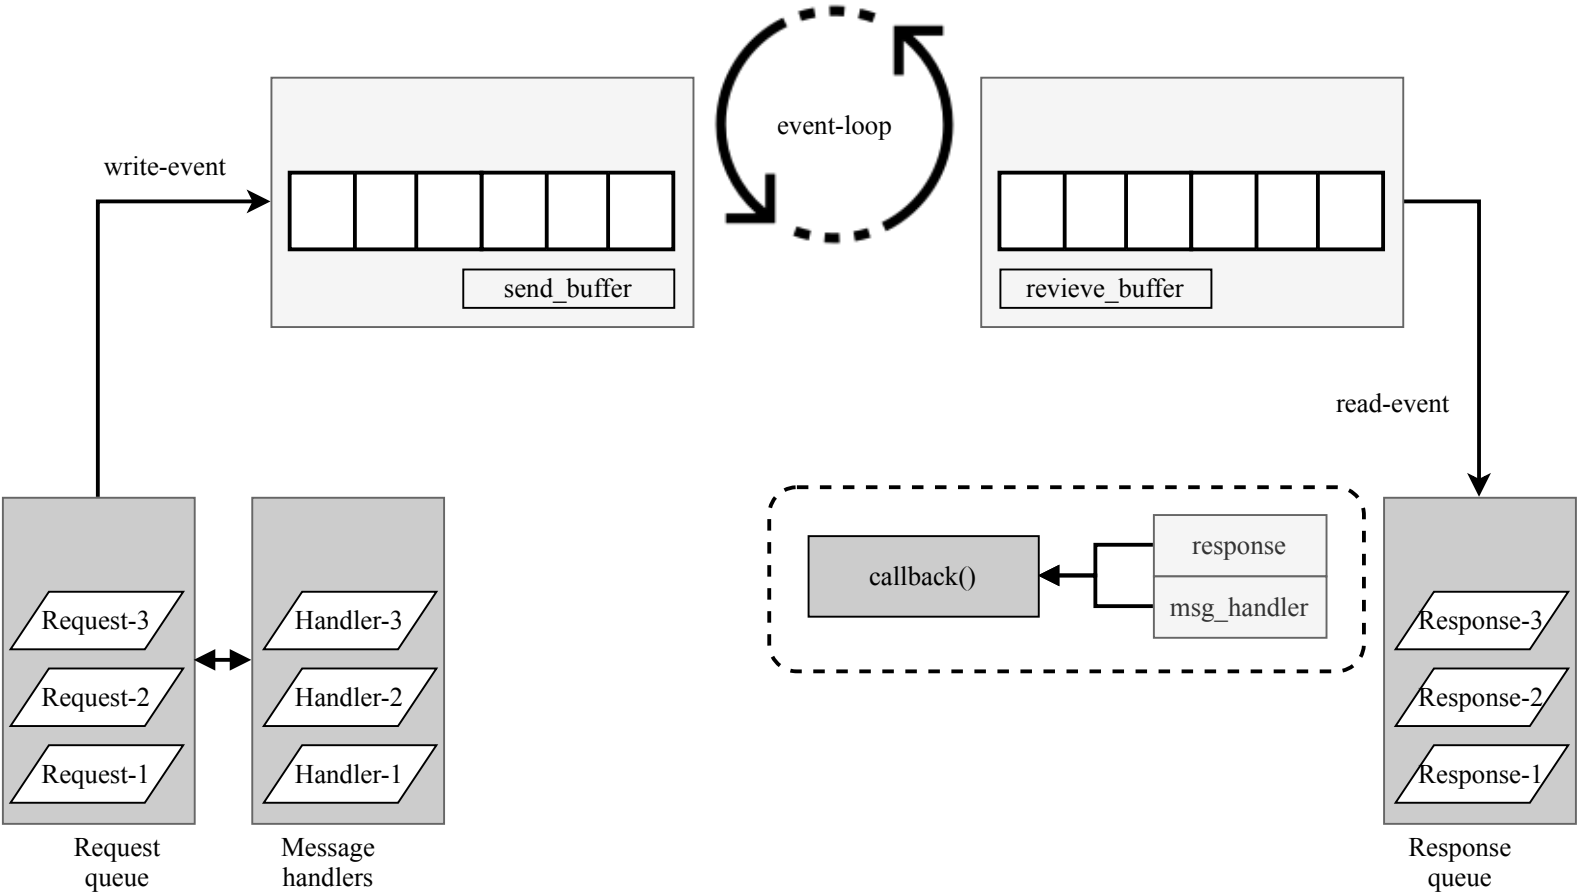 event-loop
write-event
send_buffer
revieve_buffer
read-event
response
callback()
msg_handler
Request-3
Handler-3
Response-3
Request-2
Handler-2
Response-2
Request-1
Handler-1
Response-1
Request
queue
Message
handlers
Response
queue